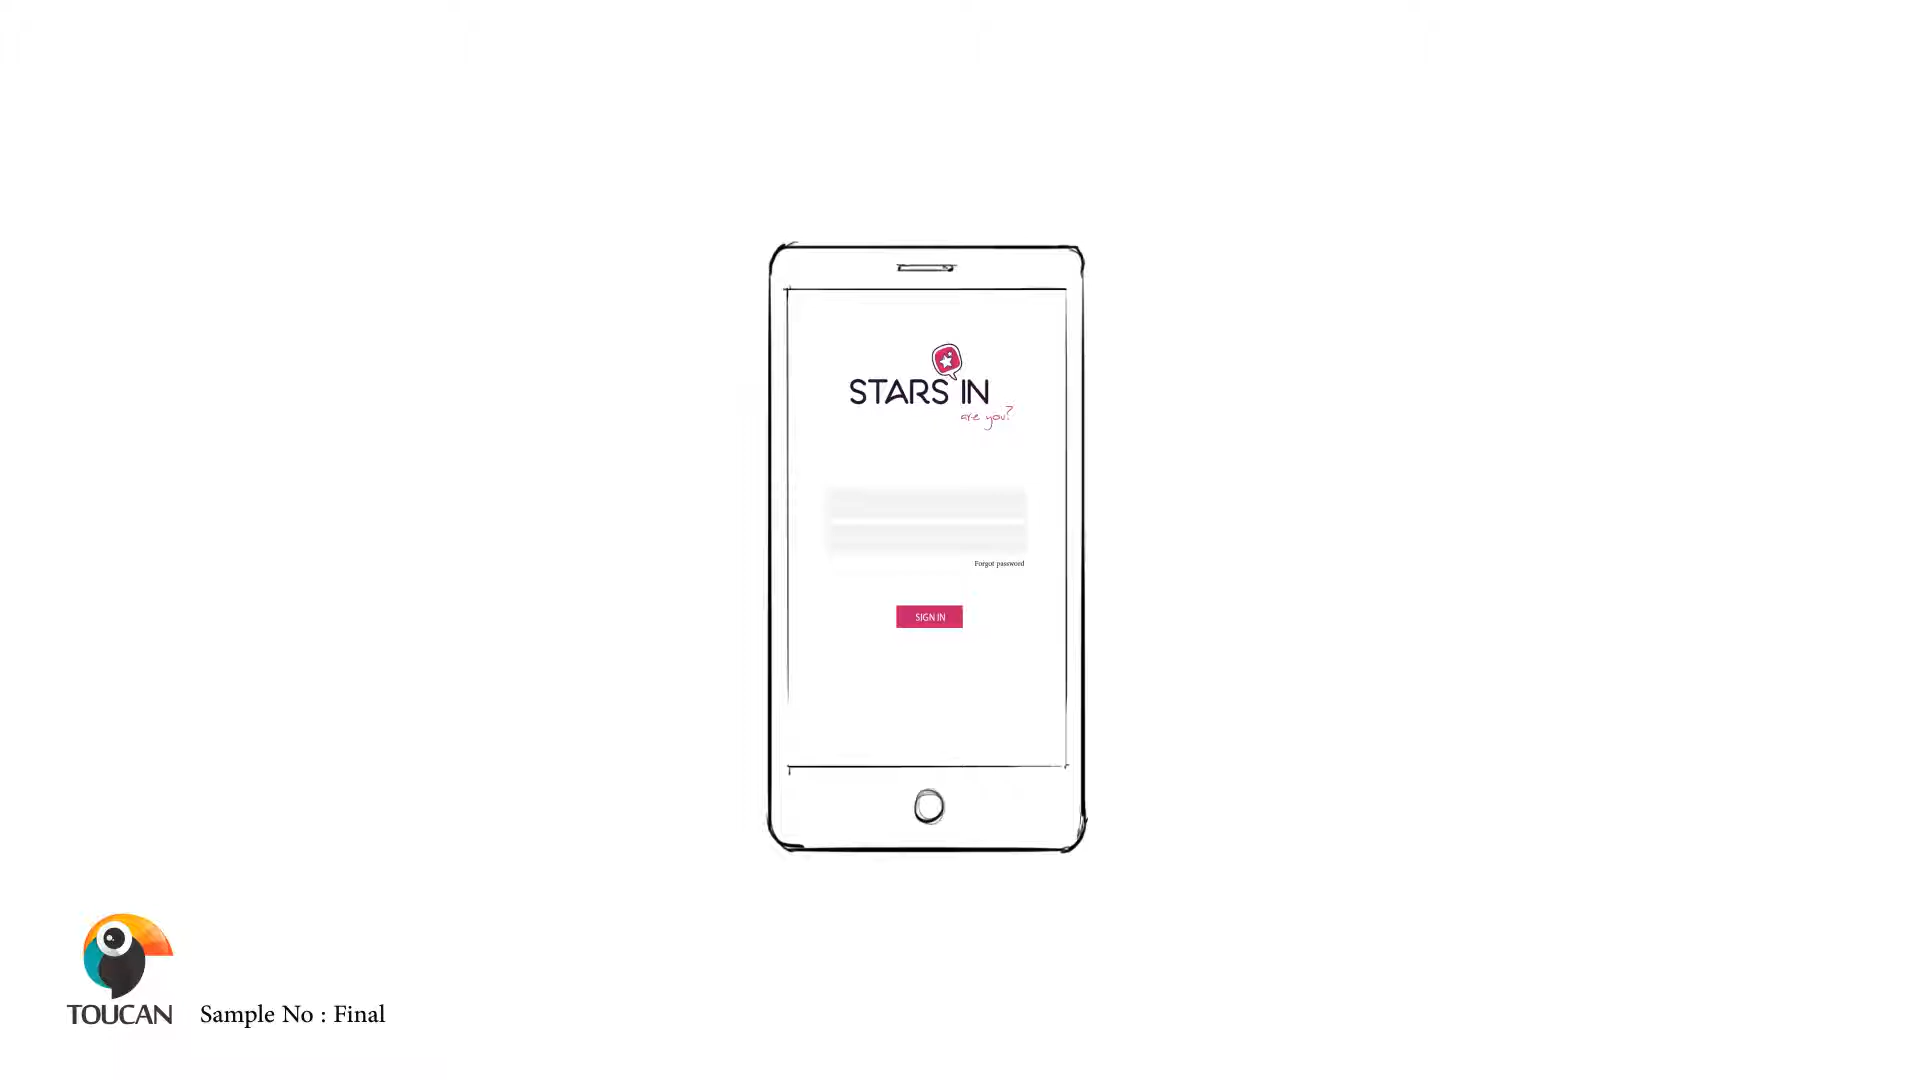 STARS IN
are you?
Forgot password
SIGN IN
TOUCAN
Sample No : Final